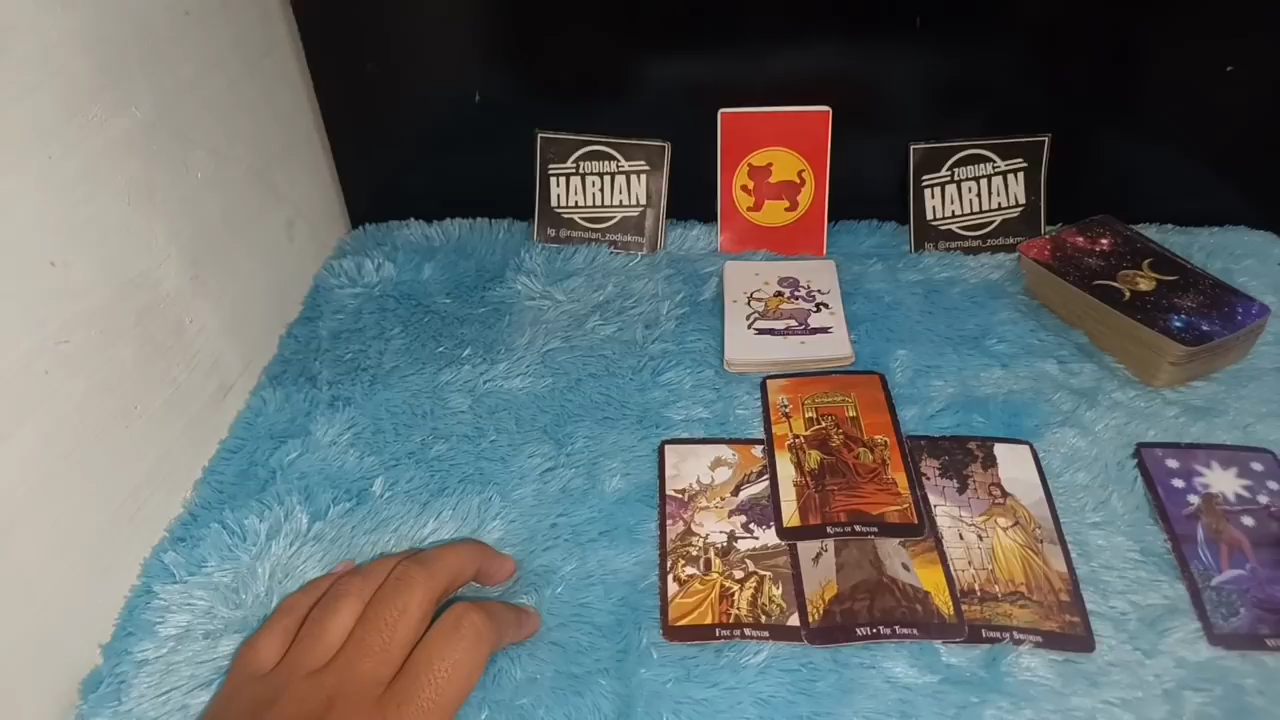 ZODIAK
HARIAN
Ig: @ramalan_zodiakmu
ZODIAK
HARIAN
Ig: @ramalan_zodiakmu
СТРЕЛЕЦ
KING OF WANDS
FIVE OF WANDS
XVI • THE TOWER
FOUR OF SWORDS